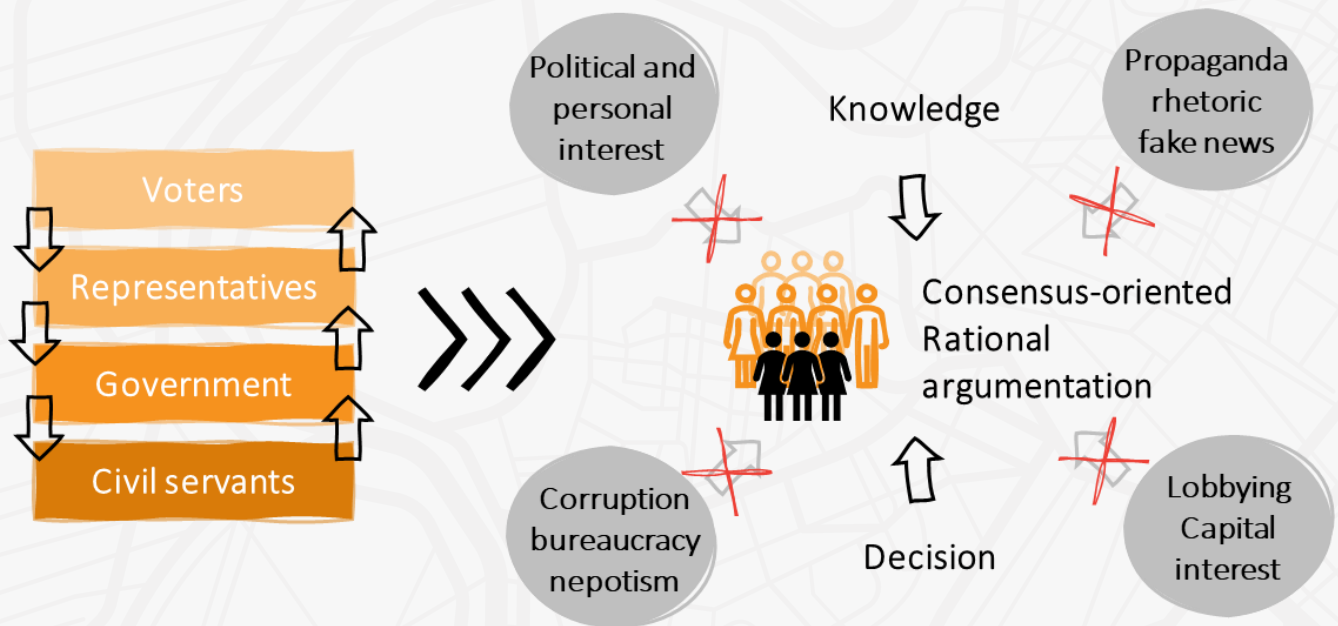 Voters
Representatives
Government
Civil servants
Political and
personal
interest
Knowledge
Propaganda
rhetoric
fake news
Consensus-oriented
Rational
argumentation
Corruption
bureaucracy
nepotism
Decision
Lobbying
Capital
interest